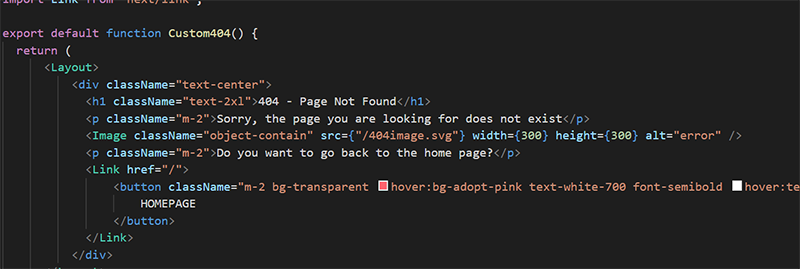 import Link from "next/link";
export default function Custom404() {
return (
<Layout>
<div className="text-center">
<h1 className="text-2xl">404 - Page Not Found</h1>
<p className="m-2">Sorry, the page you are looking for does not exist</p>
<Image className="object-contain" src={"/404image.svg"} width={300} height={300} alt="error" />
<p className="m-2">Do you want to go back to the home page?</p>
<Link href="/">
<button className="m-2 bg-transparent hover:bg-adopt-pink text-white-700 font-semibold hover:te
HOMEPAGE
</button>
</Link>
</div>